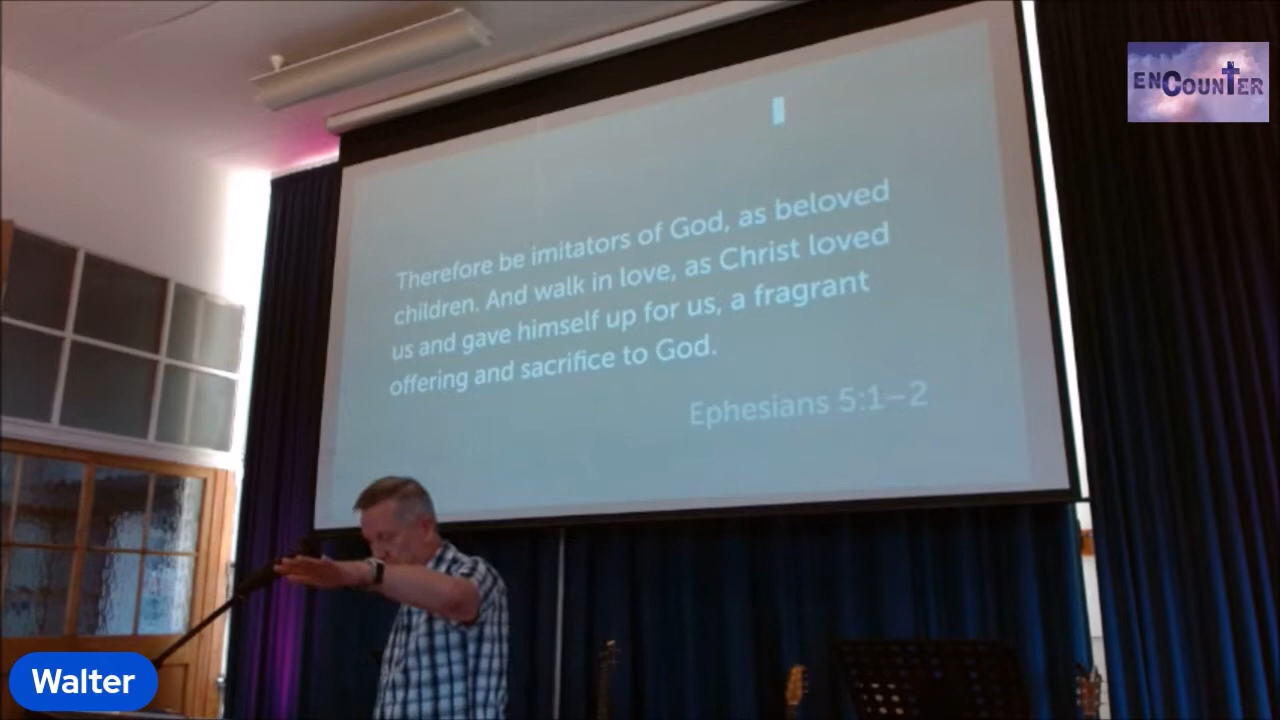 ENCOUNTER
Therefore be imitators of God, as beloved
children. And walk in love, as Christ loved
us and gave himself up for us, a fragrant
offering and sacrifice to God.
Ephesians 5:1–2
Walter